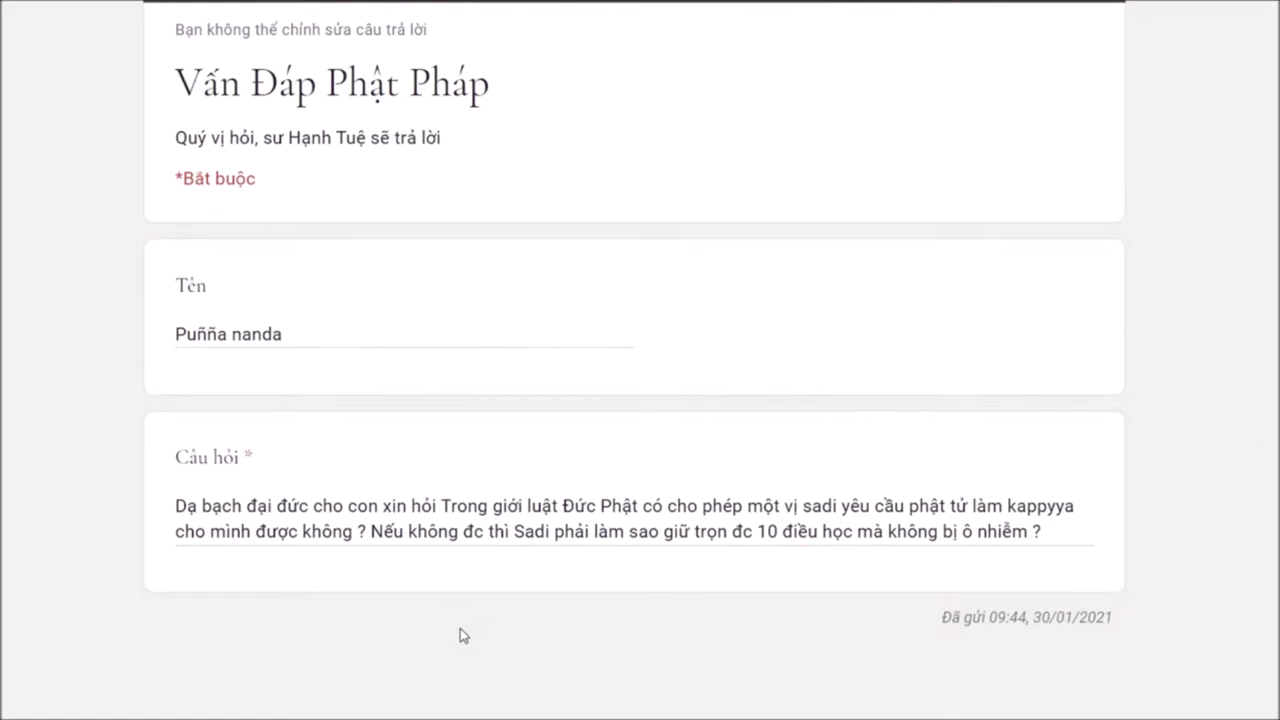 Bạn không thể chỉnh sửa câu trả lời
Vấn Đáp Phật Pháp
Quý vị hỏi, sư Hạnh Tuệ sẽ trả lời
*Bắt buộc
Tên
Puñña nanda
Câu hỏi *
Dạ bạch đại đức cho con xin hỏi Trong giới luật Đức Phật có cho phép một vị sadi yêu cầu phật tử làm kappyya
cho mình được không ? Nếu không đc thì Sadi phải làm sao giữ trọn đc 10 điều học mà không bị ô nhiễm ?
Đã gửi 09:44, 30/01/2021